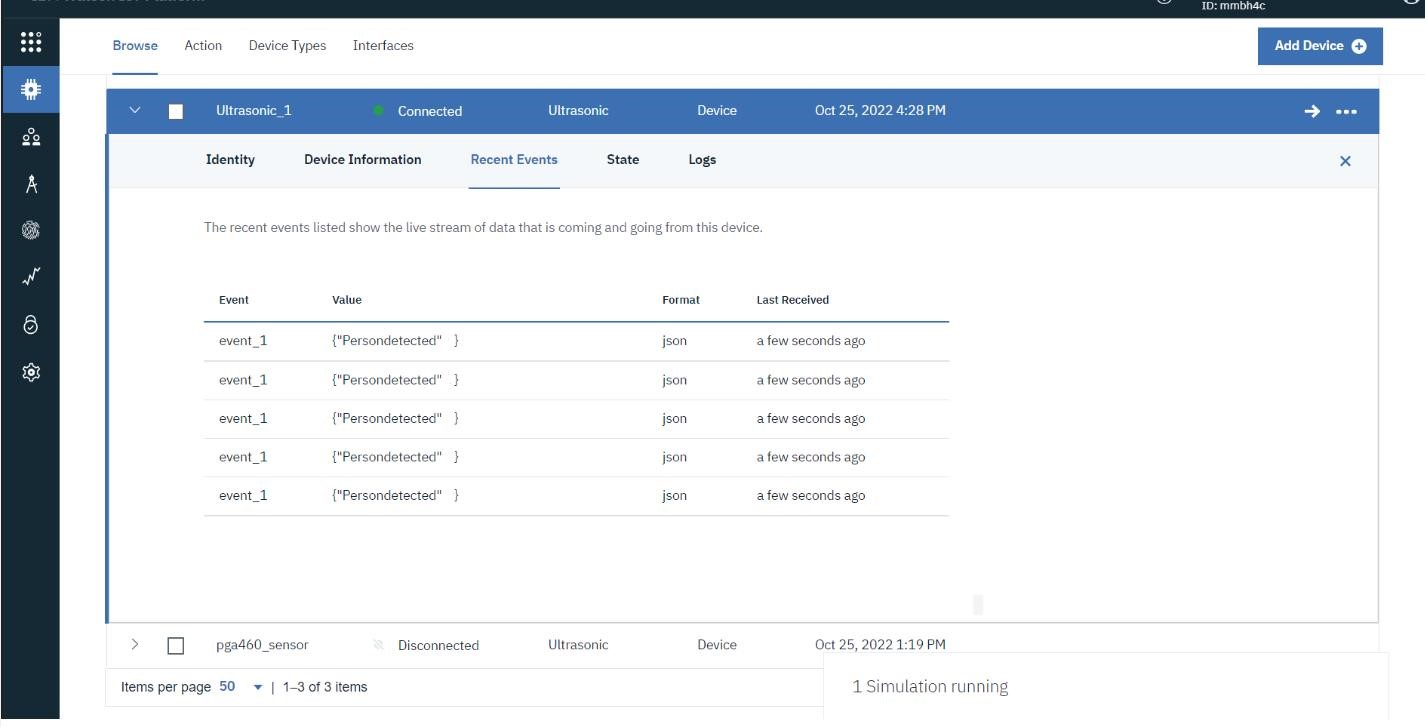 ID: mmbh4c
Browse Action Device Types Interfaces Add Device
Ultrasonic_1 Connected Ultrasonic Device Oct 25, 2022 4:28 PM
Identity Device Information Recent Events State Logs
The recent events listed show the live stream of data that is coming and going from this device.
Event Value Format Last Received
event_1 {"Persondetected" } json a few seconds ago
event_1 {"Persondetected" } json a few seconds ago
event_1 {"Persondetected" } json a few seconds ago
event_1 {"Persondetected" } json a few seconds ago
event_1 {"Persondetected" } json a few seconds ago
pga460_sensor Disconnected Ultrasonic Device Oct 25, 2022 1:19 PM
Items per page 50 | 1–3 of 3 items
1 Simulation running